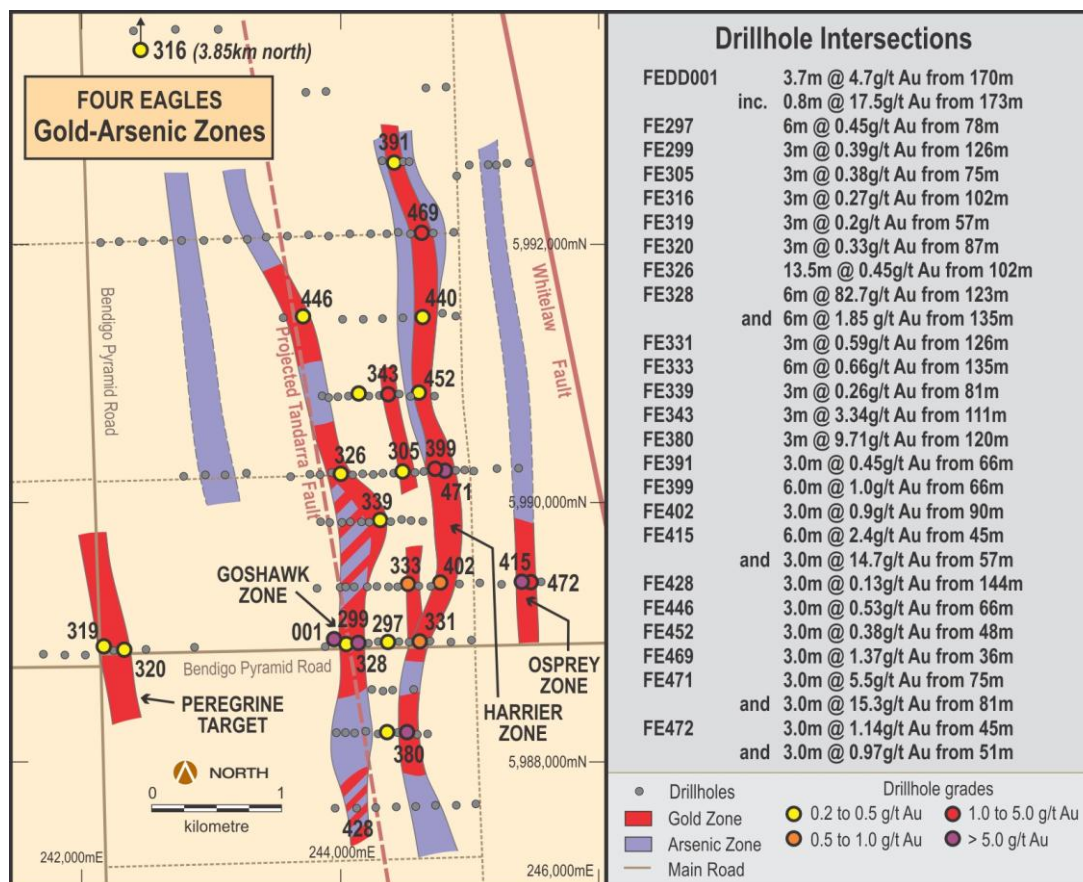 316 (3.85km north)
FOUR EAGLES
Gold-Arsenic Zones
391
469
5,992,000mN
Bendigo Pyramid Road
446
440
Projected Tandarra Fault
Whitelaw Fault
343
452
326
305
399
471
5,990,000mN
339
333
402
415
472
GOSHAWK
ZONE
001
299
297
331
328
319
320
Bendigo Pyramid Road
OSPREY
ZONE
PEREGRINE
TARGET
HARRIER
ZONE
380
NORTH
0 1
kilometre
5,988,000mN
428
242,000mE
244,000mE
246,000mE
Drillhole Intersections
FEDD001 3.7m @ 4.7g/t Au from 170m
inc. 0.8m @ 17.5g/t Au from 173m
FE297 6m @ 0.45g/t Au from 78m
FE299 3m @ 0.39g/t Au from 126m
FE305 3m @ 0.38g/t Au from 75m
FE316 3m @ 0.27g/t Au from 102m
FE319 3m @ 0.2g/t Au from 57m
FE320 3m @ 0.33g/t Au from 87m
FE326 13.5m @ 0.45g/t Au from 102m
FE328 6m @ 82.7g/t Au from 123m
and 6m @ 1.85 g/t Au from 135m
FE331 3m @ 0.59g/t Au from 126m
FE333 6m @ 0.66g/t Au from 135m
FE339 3m @ 0.26g/t Au from 81m
FE343 3m @ 3.34g/t Au from 111m
FE380 3m @ 9.71g/t Au from 120m
FE391 3.0m @ 0.45g/t Au from 66m
FE399 6.0m @ 1.0g/t Au from 66m
FE402 3.0m @ 0.9g/t Au from 90m
FE415 6.0m @ 2.4g/t Au from 45m
and 3.0m @ 14.7g/t Au from 57m
FE428 3.0m @ 0.13g/t Au from 144m
FE446 3.0m @ 0.53g/t Au from 66m
FE452 3.0m @ 0.38g/t Au from 48m
FE469 3.0m @ 1.37g/t Au from 36m
FE471 3.0m @ 5.5g/t Au from 75m
and 3.0m @ 15.3g/t Au from 81m
FE472 3.0m @ 1.14g/t Au from 45m
and 3.0m @ 0.97g/t Au from 51m
Drillholes
Gold Zone
Arsenic Zone
Main Road
Drillhole grades
0.2 to 0.5 g/t Au
1.0 to 5.0 g/t Au
0.5 to 1.0 g/t Au
> 5.0 g/t Au